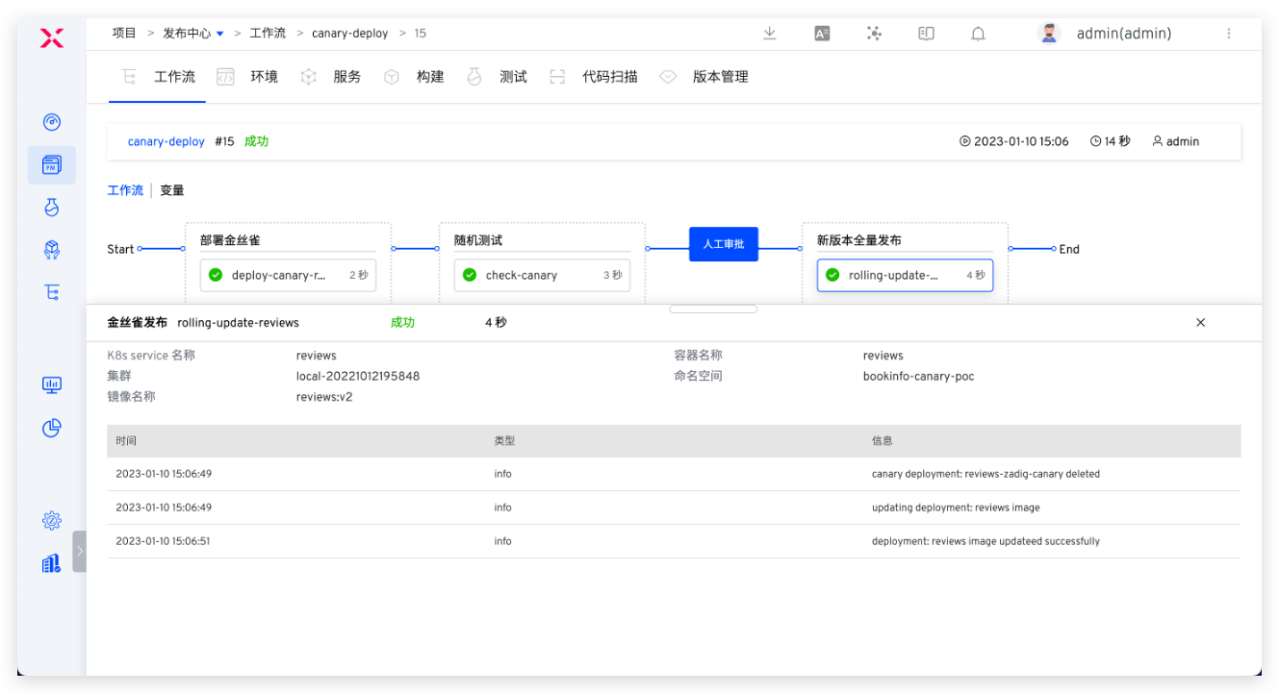 项目 > 发布中心 > 工作流 > canary-deploy > 15 admin(admin)
工作流 环境 服务 构建 测试 代码扫描 版本管理
canary-deploy #15 成功 2023-01-10 15:06 14 秒 admin
工作流 变量
Start 部署金丝雀 随机测试 人工审批 新版本全量发布 End
deploy-canary-r... 2 秒 check-canary 3 秒 rolling-update-... 4 秒
金丝雀发布 rolling-update-reviews 成功 4 秒
K8s service 名称 reviews 容器名称 reviews
集群 local-20221012195848 命名空间 bookinfo-canary-poc
镜像名称 reviews:v2
时间 类型 信息
2023-01-10 15:06:49 info canary deployment: reviews-zadig-canary deleted
2023-01-10 15:06:49 info updating deployment: reviews image
2023-01-10 15:06:51 info deployment: reviews image updateed successfully